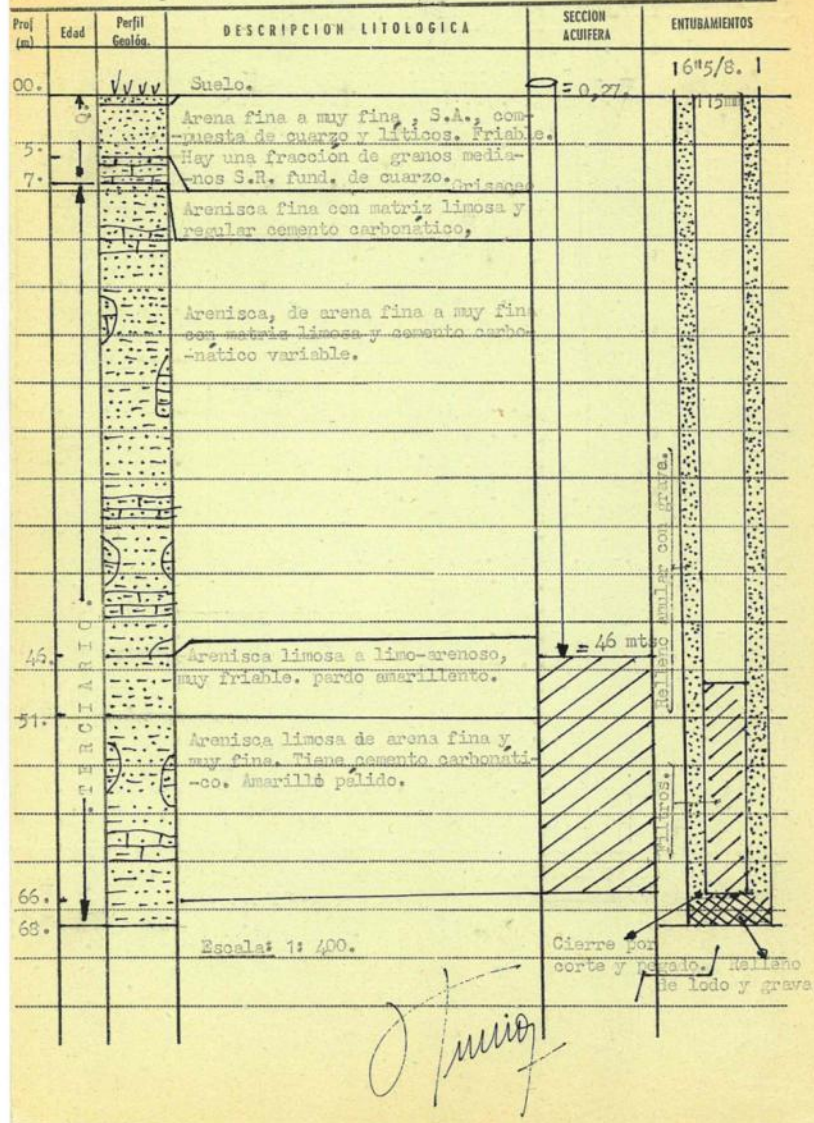 Prof (m)
Edad
Perfil Geológ.
DESCRIPCION LITOLOGICA
SECCION ACUIFERA
ENTUBAMIENTOS
16"5/8. 1
115mm
00.
Suelo.
= 0,27.
Q.
Arena fina a muy fina , S.A., com-
-puesta de cuarzo y líticos. Friable.
5.
Hay una fracción de granos media-
7.
-nos S.R. fund. de cuarzo. Grisaceo
Arenisca fina con matriz limosa y
regular cemento carbonático,
Arenisca, de arena fina a muy fina
con matriz limosa y cemento carbo-
-nático variable.
Relleno anular con grava.
TERCIARIO.
46.
= 46 mts.
Arenisca limosa a limo-arenoso,
muy friable. pardo amarillento.
51.
Arenisca limosa de arena fina y
muy fina. Tiene cemento carbonáti-
-co. Amarillo pálido.
Filtros.
66.
68.
Escala: 1: 400.
Cierre por
corte y pegado.
Relleno
de lodo y grava